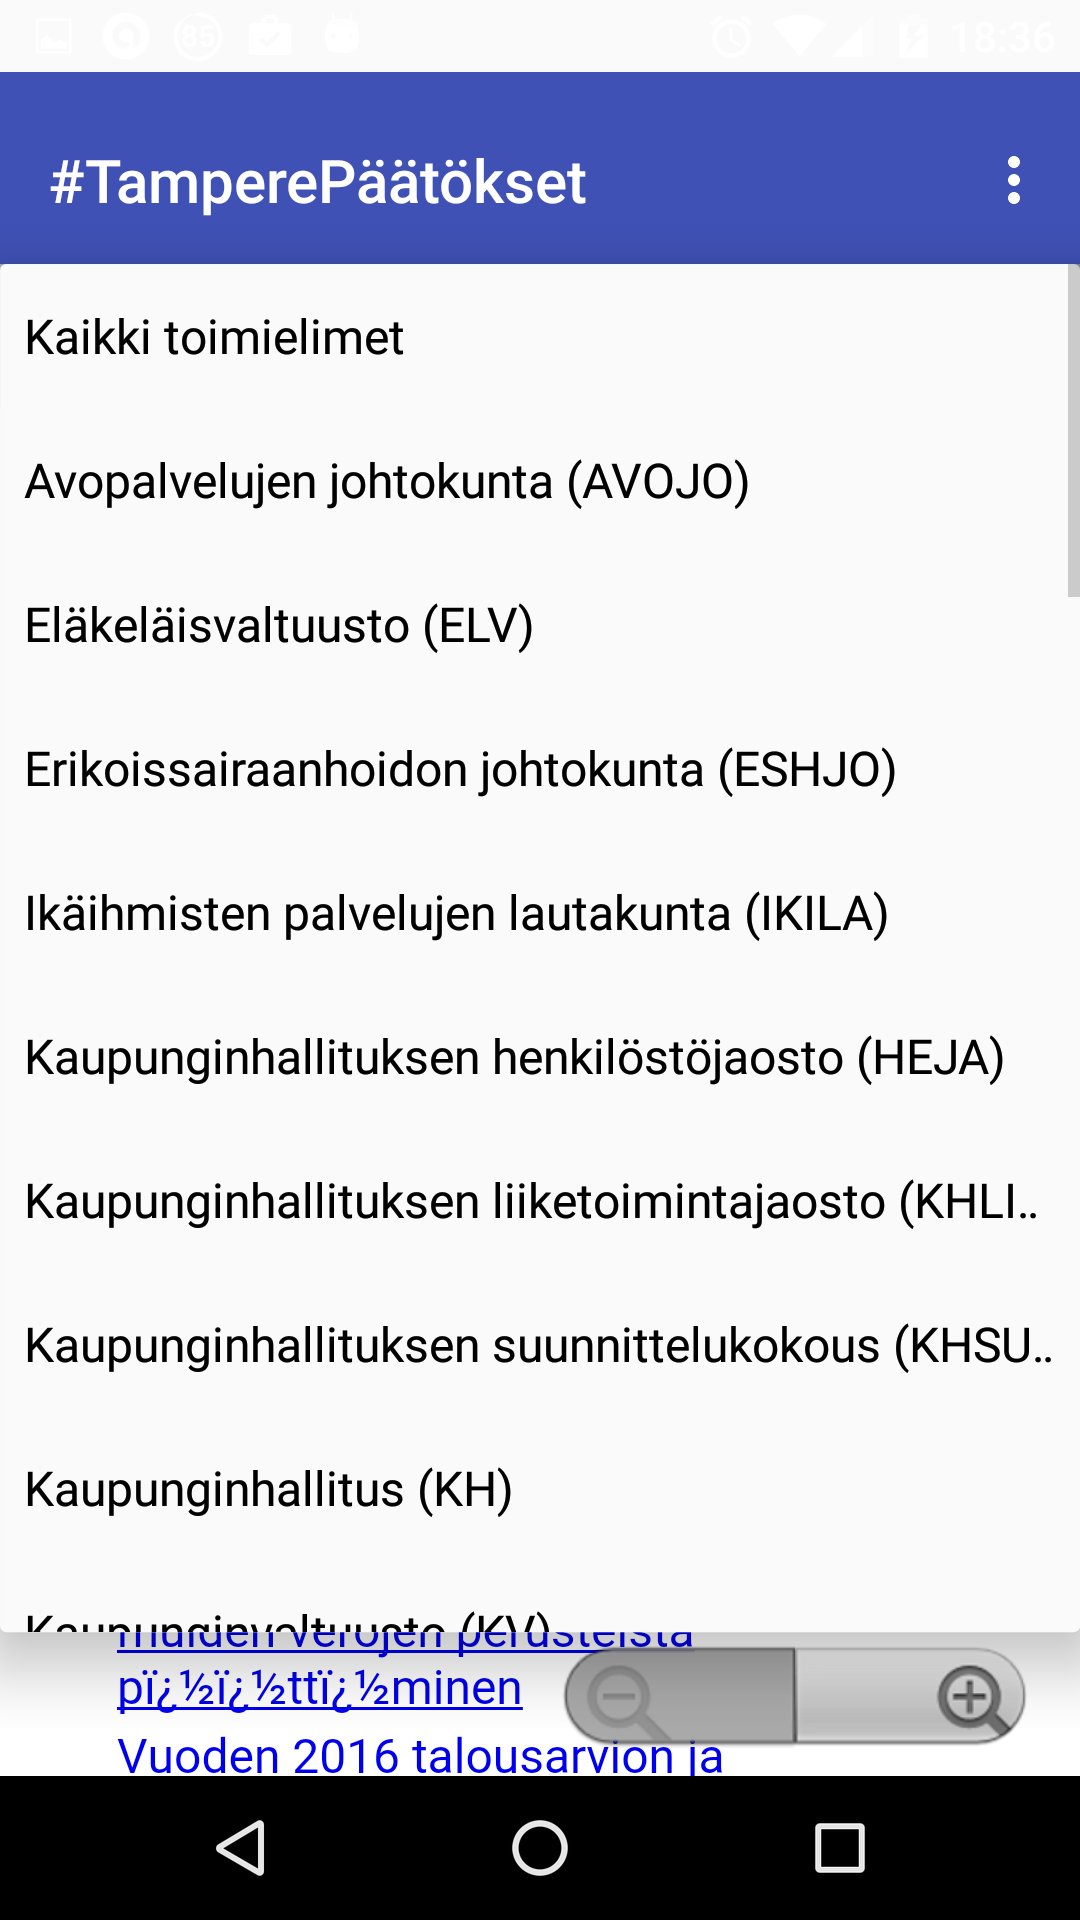 85
18:36
#TamperePäätökset
Kaikki toimielimet
Avopalvelujen johtokunta (AVOJO)
Eläkeläisvaltuusto (ELV)
Erikoissairaanhoidon johtokunta (ESHJO)
Ikäihmisten palvelujen lautakunta (IKILA)
Kaupunginhallituksen henkilöstöjaosto (HEJA)
Kaupunginhallituksen liiketoimintajaosto (KHLI..
Kaupunginhallituksen suunnittelukokous (KHSU..
Kaupunginhallitus (KH)
Kaupunginvaltuusto (KV)
muiden verojen perusteista
pï¿½ï¿½ttï¿½minen
Vuoden 2016 talousarvion ja